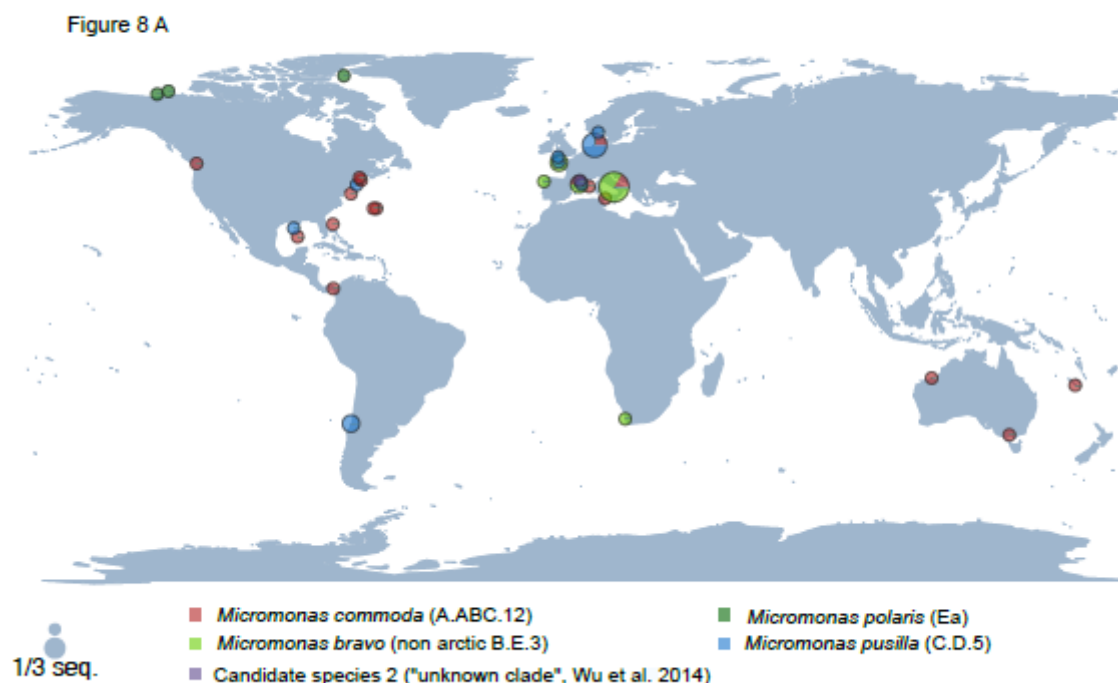 Figure 8 A
Micromonas commoda (A.ABC.12)
Micromonas polaris (Ea)
Micromonas bravo (non arctic B.E.3)
Micromonas pusilla (C.D.5)
1/3 seq.
Candidate species 2 ("unknown clade", Wu et al. 2014)